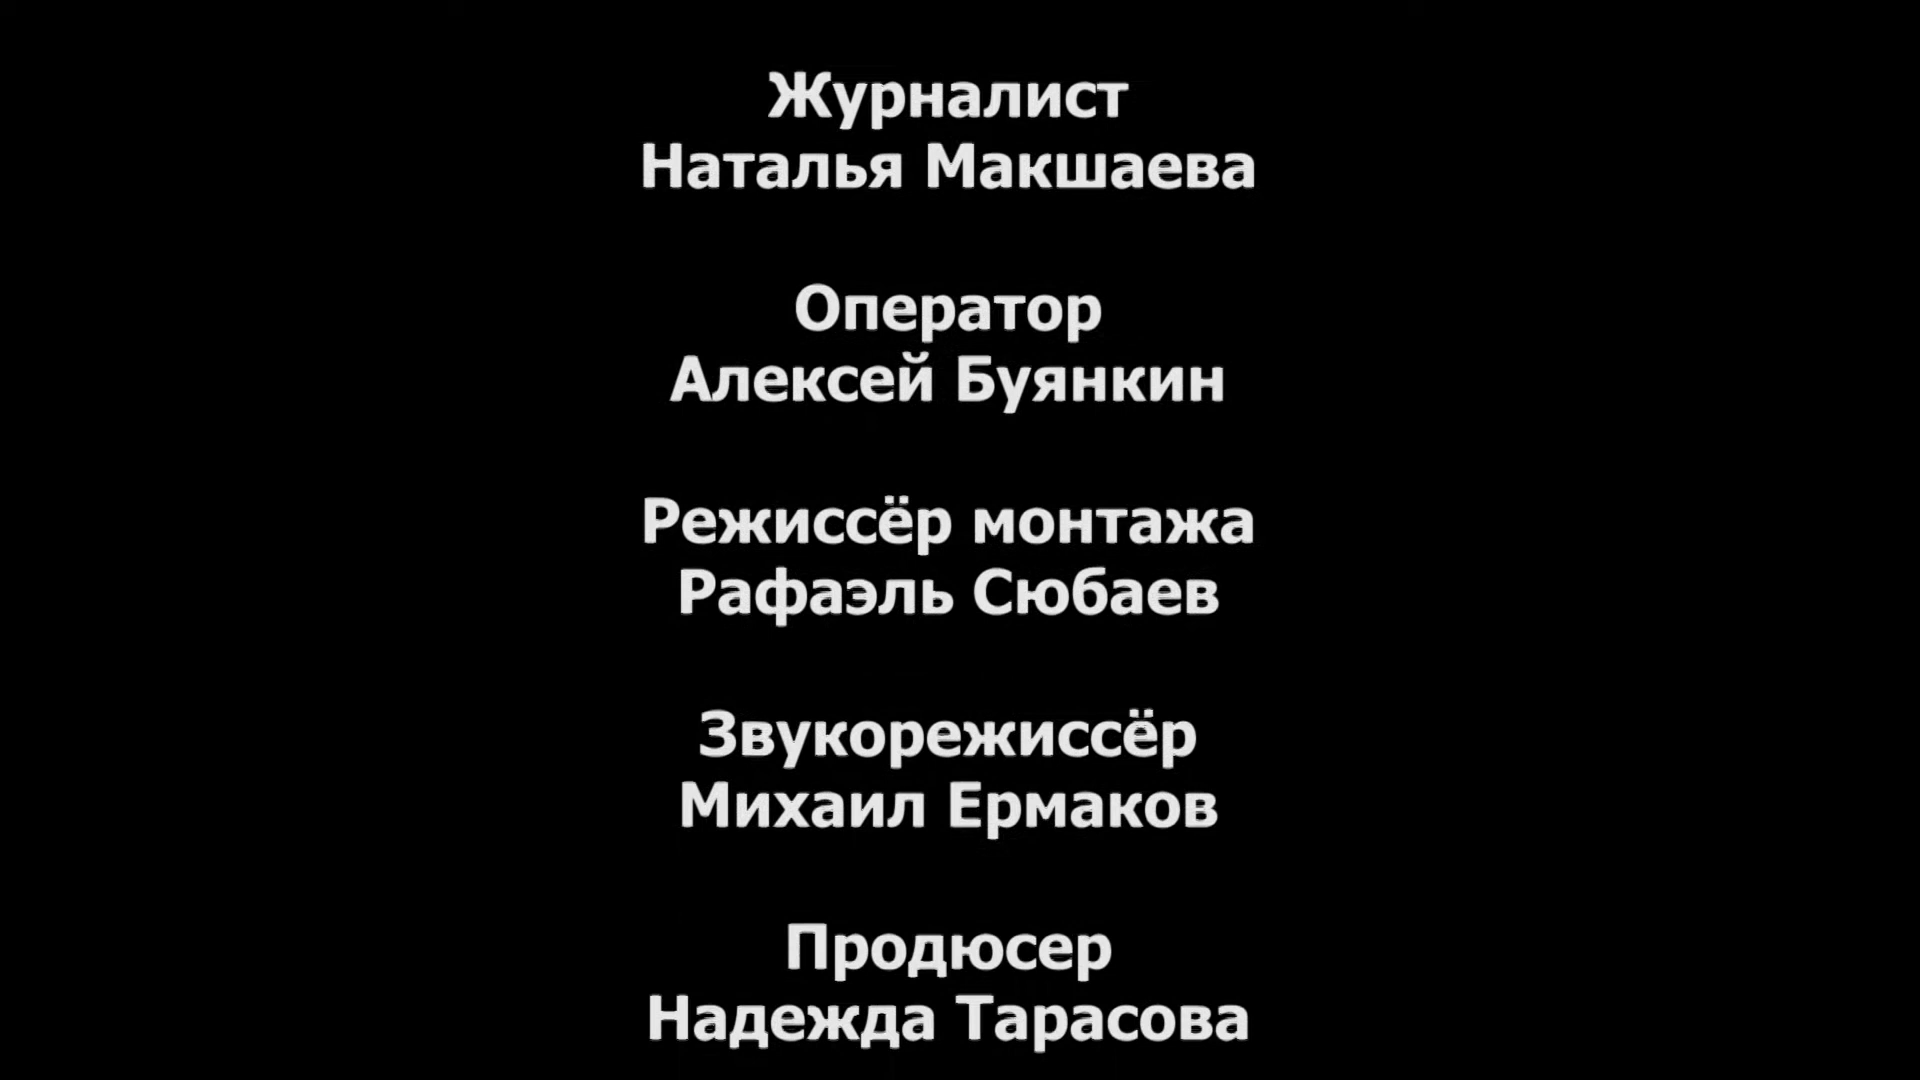 Журналист
Наталья Макшаева
Оператор
Алексей Буянкин
Режиссёр монтажа
Рафаэль Сюбаев
Звукорежиссёр
Михаил Ермаков
Продюсер
Надежда Тарасова